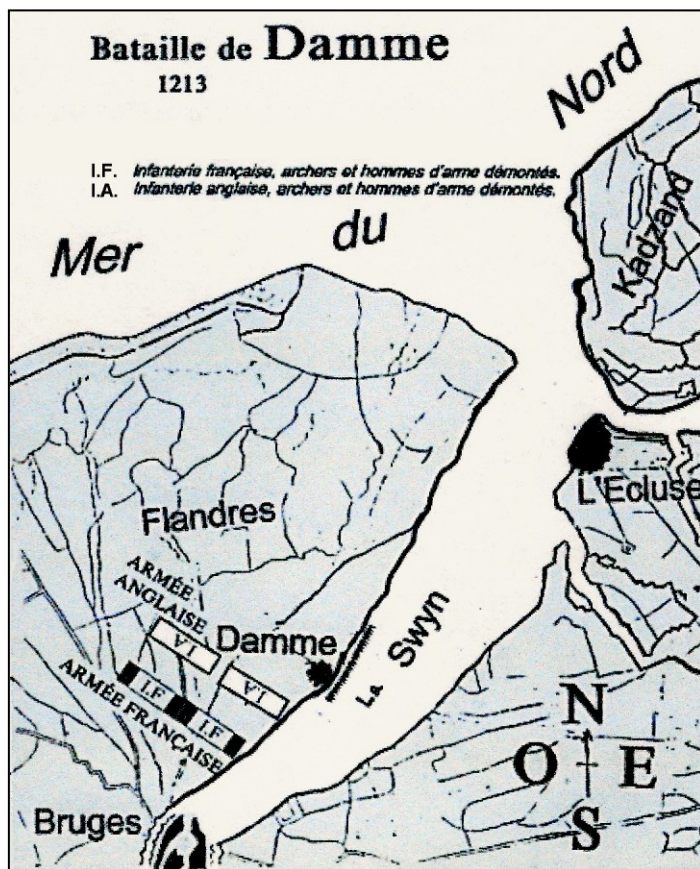 Bataille de Damme
1213
I.F. Infanterie française, archers et hommes d'arme démontés.
I.A. Infanterie anglaise, archers et hommes d'arme démontés.
Mer du Nord
Kadzand
L'Ecluse
Flandres
ARMÉE
ANGLAISE
I.A
I.A
Damme
La Swyn
I.F
I.F
ARMÉE FRANÇAISE
Bruges
N
O E
S